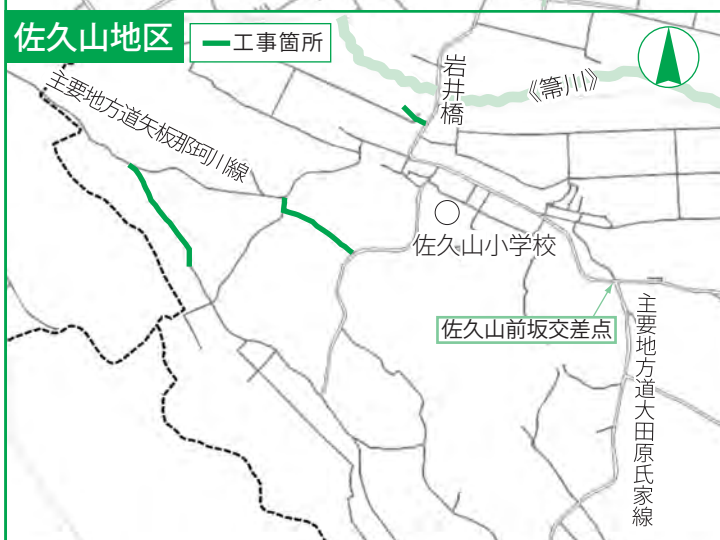 佐久山地区
工事箇所
岩井橋
《箒川》
主要地方道矢板那珂川線
佐久山小学校
佐久山前坂交差点
主要地方道大田原氏家線